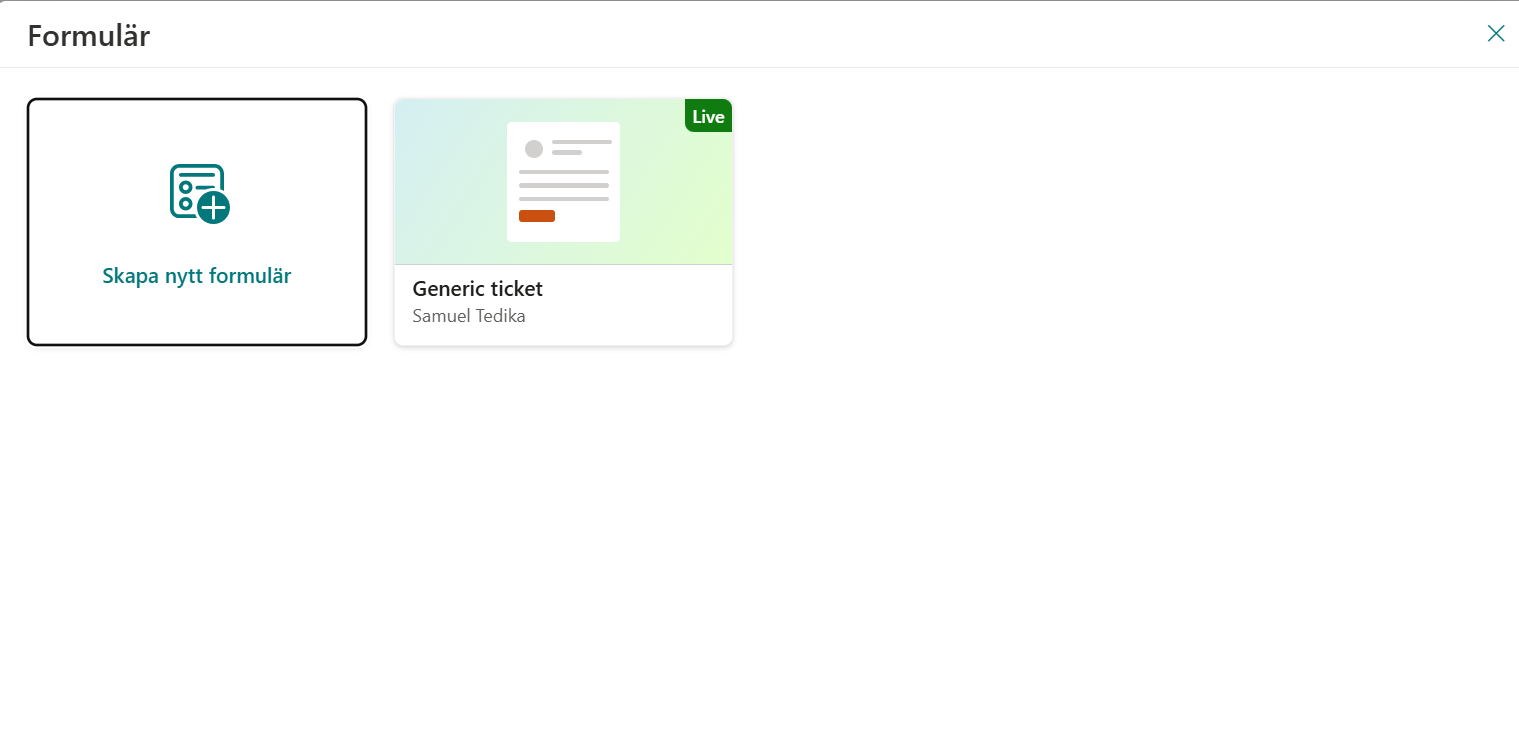 Formulär
Skapa nytt formulär
Live
Generic ticket
Samuel Tedika